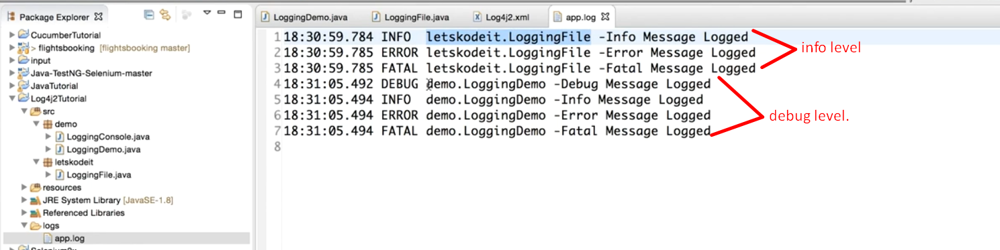 Package Explorer
CucumberTutorial
> flightsbooking [flightsbooking master]
input
Java-TestNG-Selenium-master
JavaTutorial
Log4j2Tutorial
src
demo
LoggingConsole.java
LoggingDemo.java
letskodeit
LoggingFile.java
resources
JRE System Library [JavaSE-1.8]
Referenced Libraries
logs
app.log
LoggingDemo.java LoggingFile.java Log4j2.xml app.log
1 18:30:59.784 INFO letskodeit.LoggingFile -Info Message Logged
2 18:30:59.785 ERROR letskodeit.LoggingFile -Error Message Logged
3 18:30:59.785 FATAL letskodeit.LoggingFile -Fatal Message Logged
4 18:31:05.492 DEBUG demo.LoggingDemo -Debug Message Logged
5 18:31:05.494 INFO demo.LoggingDemo -Info Message Logged
6 18:31:05.494 ERROR demo.LoggingDemo -Error Message Logged
7 18:31:05.494 FATAL demo.LoggingDemo -Fatal Message Logged
8
info level
debug level.